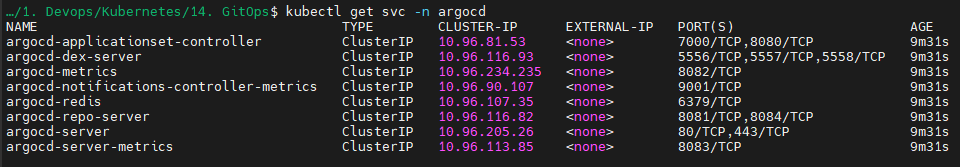 …/1. Devops/Kubernetes/14. GitOps$ kubectl get svc -n argocd
NAME TYPE CLUSTER-IP EXTERNAL-IP PORT(S) AGE
argocd-applicationset-controller ClusterIP 10.96.81.53 <none> 7000/TCP,8080/TCP 9m31s
argocd-dex-server ClusterIP 10.96.116.93 <none> 5556/TCP,5557/TCP,5558/TCP 9m31s
argocd-metrics ClusterIP 10.96.234.235 <none> 8082/TCP 9m31s
argocd-notifications-controller-metrics ClusterIP 10.96.90.107 <none> 9001/TCP 9m31s
argocd-redis ClusterIP 10.96.107.35 <none> 6379/TCP 9m31s
argocd-repo-server ClusterIP 10.96.116.82 <none> 8081/TCP,8084/TCP 9m31s
argocd-server ClusterIP 10.96.205.26 <none> 80/TCP,443/TCP 9m31s
argocd-server-metrics ClusterIP 10.96.113.85 <none> 8083/TCP 9m31s